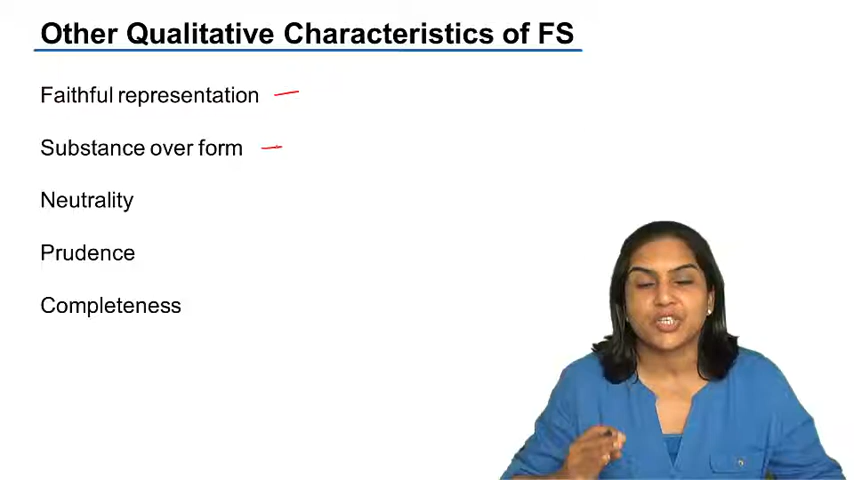 Other Qualitative Characteristics of FS
Faithful representation
Substance over form
Neutrality
Prudence
Completeness